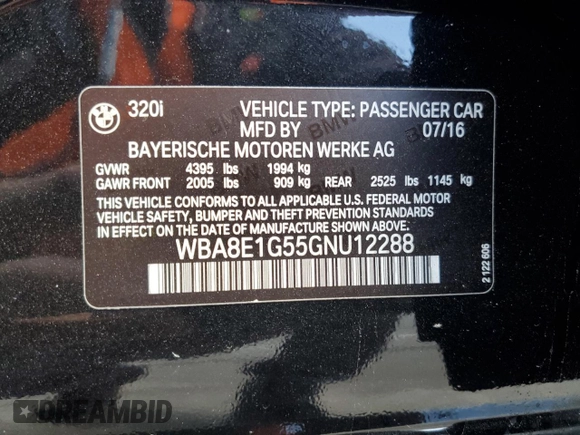 320i VEHICLE TYPE: PASSENGER CAR
MFD BY 07/16
BAYERISCHE MOTOREN WERKE AG
GVWR 4395 lbs 1994 kg
GAWR FRONT 2005 lbs 909 kg REAR 2525 lbs 1145 kg
THIS VEHICLE CONFORMS TO ALL APPLICABLE U.S. FEDERAL MOTOR
VEHICLE SAFETY, BUMPER AND THEFT PREVENTION STANDARDS
IN EFFECT ON THE DATE OF MANUFACTURE SHOWN ABOVE.
WBA8E1G55GNU12288
2 122 606
DREAMBID